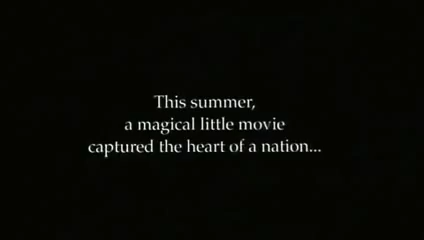 This summer,
a magical little movie
captured the heart of a nation...